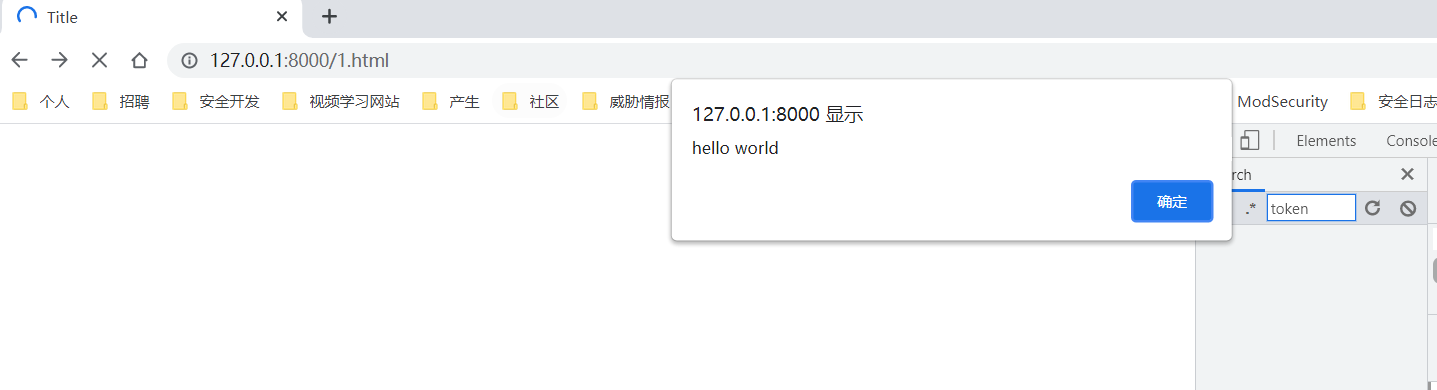 Title
127.0.0.1:8000/1.html
个人 招聘 安全开发 视频学习网站 产生 社区 威胁情报 ModSecurity 安全日志
127.0.0.1:8000 显示
hello world
确定
Elements Console
rch
.* token